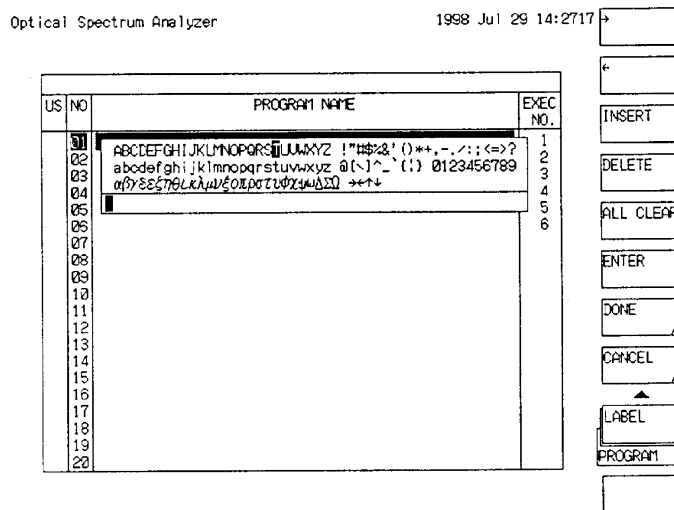 Optical Spectrum Analyzer
1998 Jul 29 14:2717
→
←
INSERT
DELETE
ALL CLEAR
ENTER
DONE
CANCEL
LABEL
PROGRAM
US NO PROGRAM NAME EXEC NO.
01 1
02 2
03 3
04 4
05 5
06 6
07
08
09
10
11
12
13
14
15
16
17
18
19
20
ABCDEFGHIJKLMNOPQRSTUVWXYZ !"#$%&'()*+,-./:;<=>?
abcdefghijklmnopqrstuvwxyz @[\]^_`{¦} 0123456789
ΔΣΩ →←↑↓